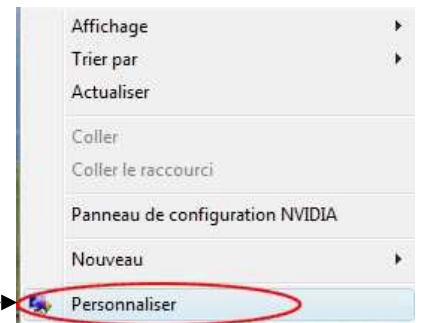 Affichage
Trier par
Actualiser
Coller
Coller le raccourci
Panneau de configuration NVIDIA
Nouveau
Personnaliser